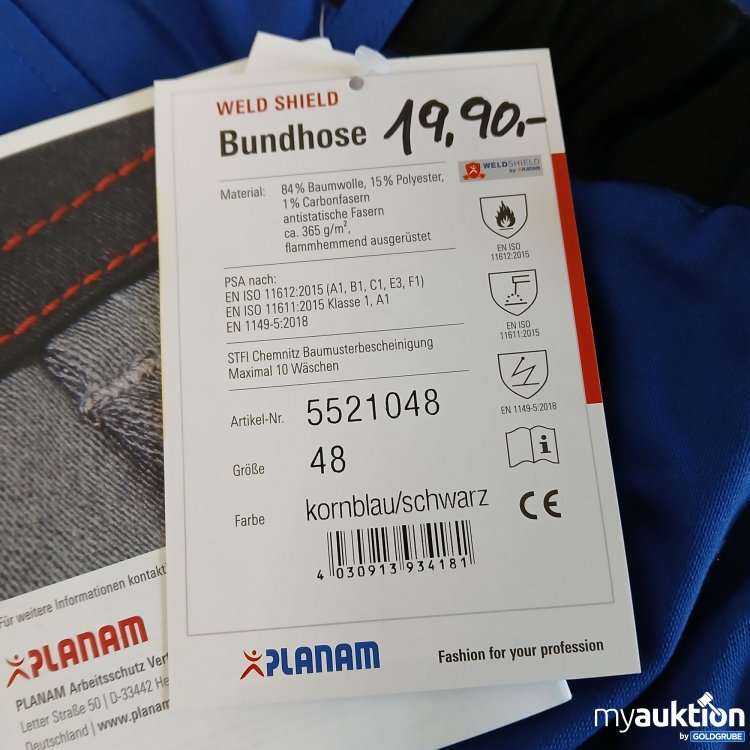 WELD SHIELD
Bundhose 19,90.-
WELDSHIELD
by PLANAM
Material: 84 % Baumwolle, 15 % Polyester,
1 % Carbonfasern
antistatische Fasern
ca. 365 g/m²,
flammhemmend ausgerüstet
EN ISO
11612:2015
PSA nach:
EN ISO 11612:2015 (A1, B1, C1, E3, F1)
EN ISO 11611:2015 Klasse 1, A1
EN 1149-5:2018
EN ISO
11611:2015
STFI Chemnitz Baumusterbescheinigung
Maximal 10 Wäschen
EN 1149-5:2018
Artikel-Nr. 5521048
Größe 48
i
Farbe kornblau/schwarz
CE
4 030913 934181
PLANAM
Fashion for your profession
Für weitere Informationen kontakti
PLANAM
PLANAM Arbeitsschutz Vert
Letter Straße 50 | D-33442 He
Deutschland | www.planam
myauktion
by GOLDGRUBE